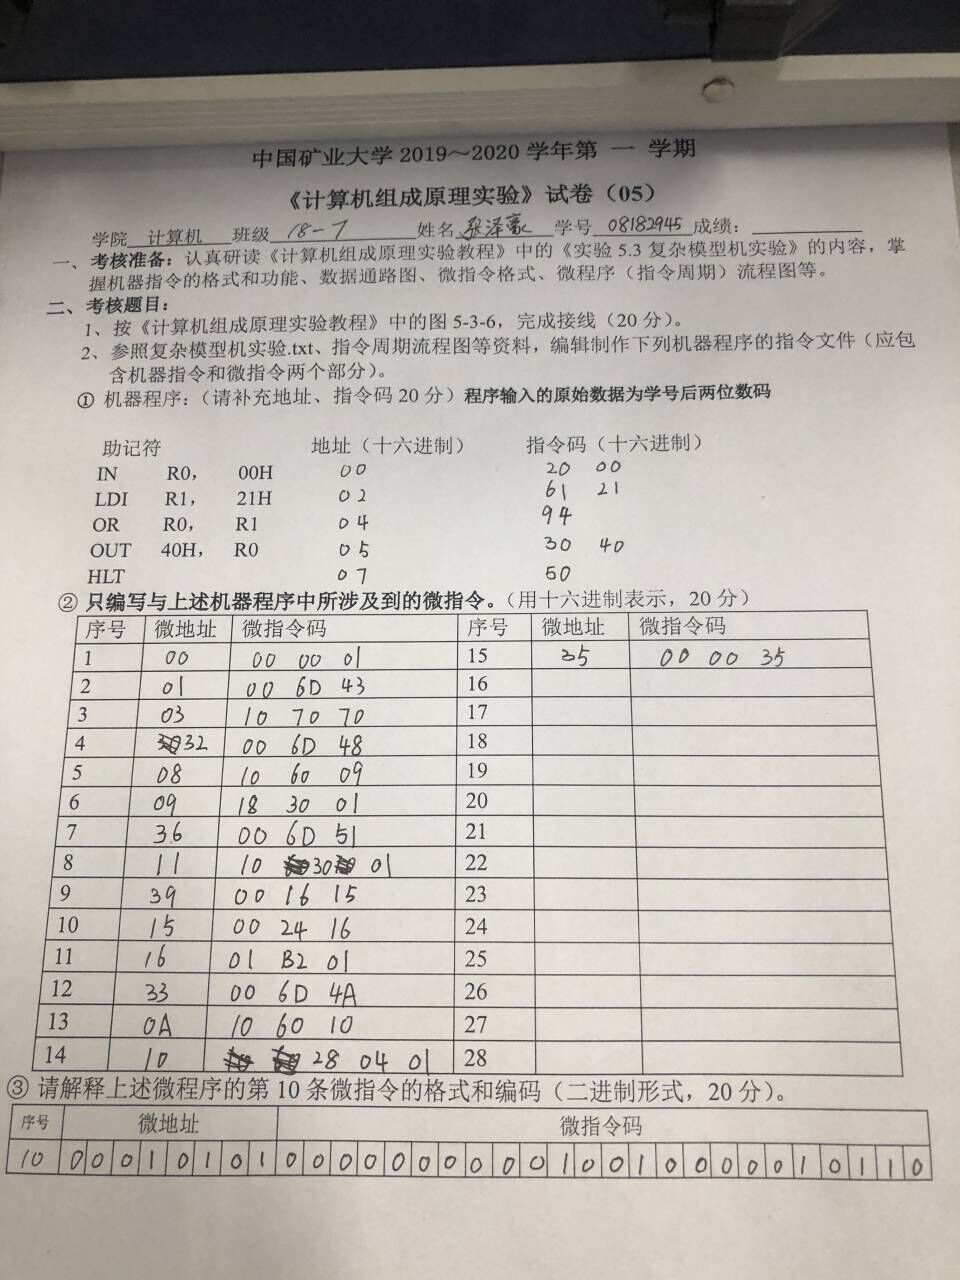 中国矿业大学 2019～2020 学年第 一 学期
《计算机组成原理实验》试卷（05）
学院 计算机 班级 18-7 姓名 张泽豪 学号 08182945 成绩：
一、考核准备：认真研读《计算机组成原理实验教程》中的《实验 5.3 复杂模型机实验》的内容，掌
握机器指令的格式和功能、数据通路图、微指令格式、微程序（指令周期）流程图等。
二、考核题目：
1、按《计算机组成原理实验教程》中的图 5-3-6，完成接线（20 分）。
2、参照复杂模型机实验.txt、指令周期流程图等资料，编辑制作下列机器程序的指令文件（应包
含机器指令和微指令两个部分）。
① 机器程序：（请补充地址、指令码 20 分）程序输入的原始数据为学号后两位数码
助记符 地址（十六进制） 指令码（十六进制）
IN R0， 00H 00 20 00
LDI R1， 21H 02 61 21
OR R0， R1 04 94
OUT 40H， R0 05 30 40
HLT 07 50
② 只编写与上述机器程序中所涉及到的微指令。（用十六进制表示，20 分）
序号 微地址 微指令码 序号 微地址 微指令码
1 00 00 00 01 15 35 00 00 35
2 01 00 6D 43 16
3 03 10 70 70 17
4 32 00 6D 48 18
5 08 10 60 09 19
6 09 18 30 01 20
7 36 00 6D 51 21
8 11 10 30 01 22
9 39 00 16 15 23
10 15 00 24 16 24
11 16 01 B2 01 25
12 33 00 6D 4A 26
13 0A 10 60 10 27
14 10 28 04 01 28
③ 请解释上述微程序的第 10 条微指令的格式和编码（二进制形式，20 分）。
序号 微地址 微指令码
10 0 0 0 1 0 1 0 1 0 0 0 0 0 0 0 0 0 0 1 0 0 1 0 0 0 0 0 1 0 1 1 0